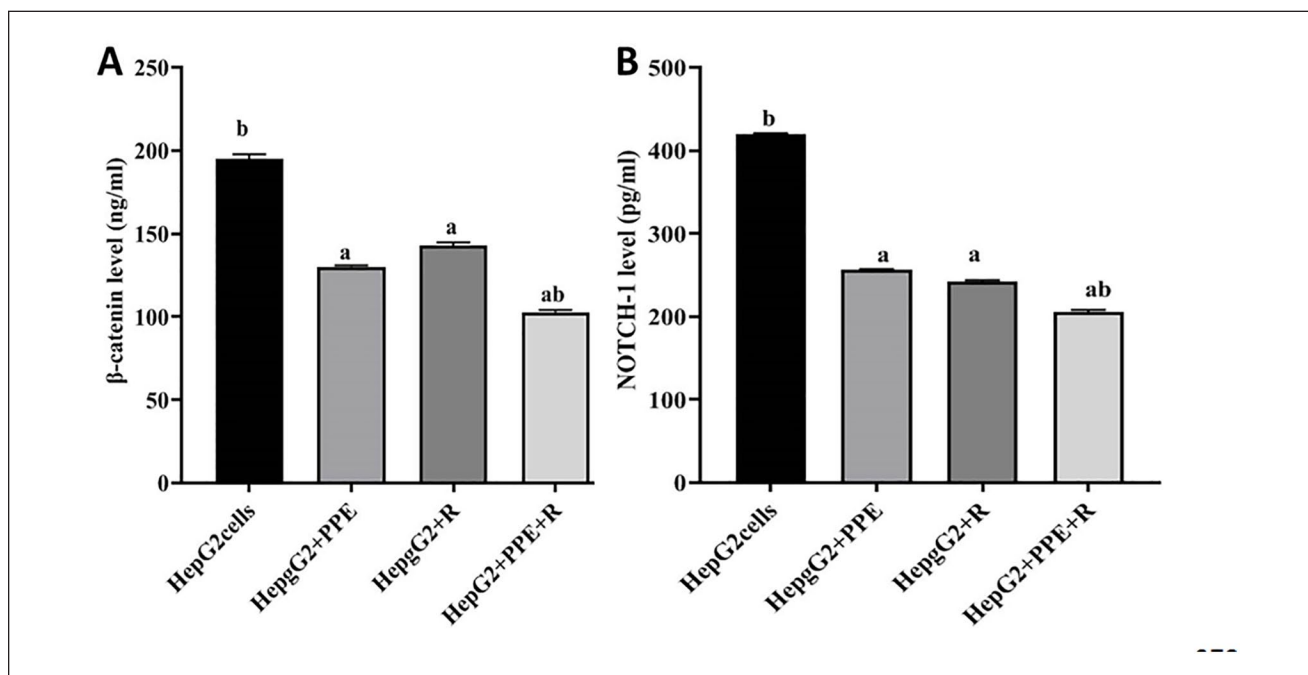 A
250
200
150
100
50
0
β-catenin level (ng/ml)
b
a
a
ab
HepG2cells
HepgG2+PPE
HepgG2+R
HepG2+PPE+R
B
500
400
300
200
100
0
NOTCH-1 level (pg/ml)
b
a
a
ab
HepG2cells
HepgG2+PPE
HepgG2+R
HepG2+PPE+R